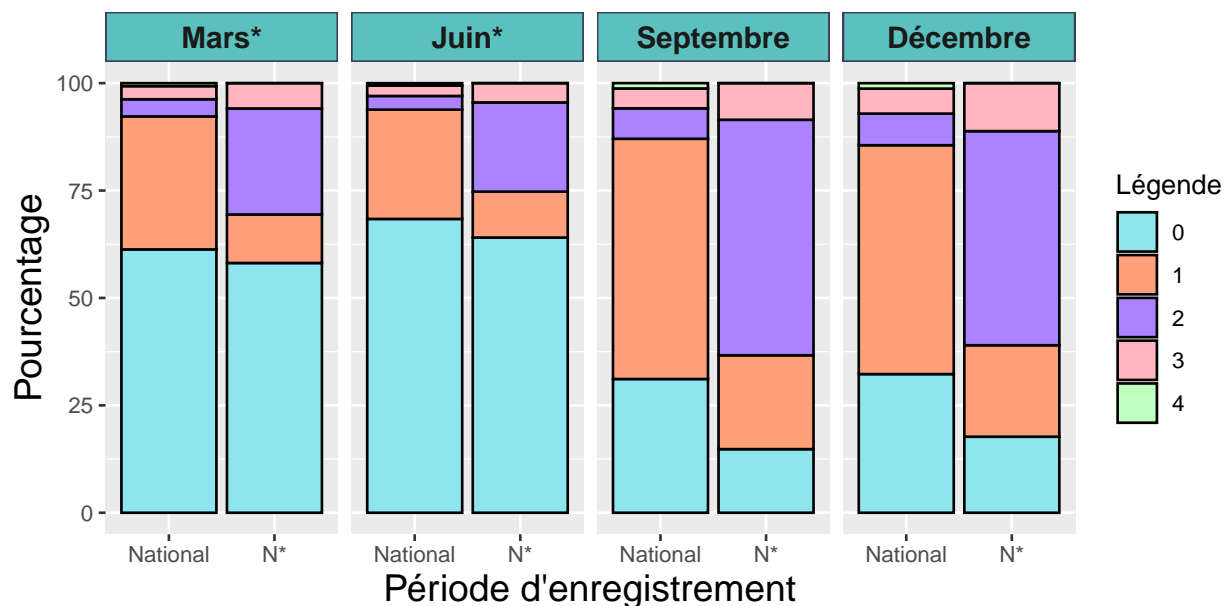 Mars* Juin* Septembre Décembre
100
75
50
25
0
Pourcentage
National N* National N* National N* National N*
Période d'enregistrement
Légende
0
1
2
3
4